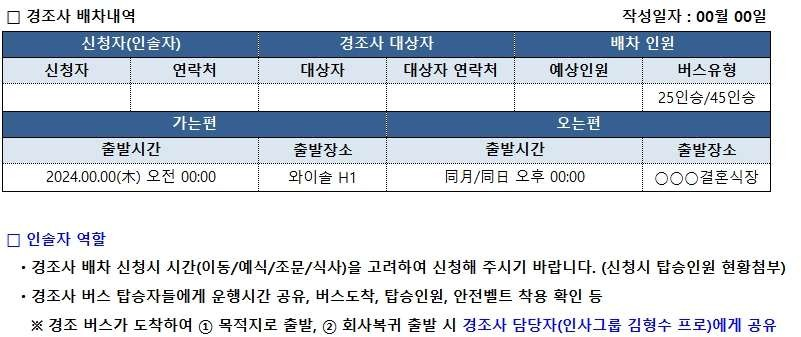 □ 경조사 배차내역 작성일자 : 00월 00일
신청자(인솔자) 경조사 대상자 배차 인원
신청자 연락처 대상자 대상자 연락처 예상인원 버스유형
25인승/45인승
가는편 오는편
출발시간 출발장소 출발시간 출발장소
2024.00.00(木) 오전 00:00 와이솔 H1 同月/同日 오후 00:00 ○○○결혼식장
□ 인솔자 역할
・경조사 배차 신청시 시간(이동/예식/조문/식사)을 고려하여 신청해 주시기 바랍니다. (신청시 탑승인원 현황첨부)
・경조사 버스 탑승자들에게 운행시간 공유, 버스도착, 탑승인원, 안전벨트 착용 확인 등
※ 경조 버스가 도착하여 ① 목적지로 출발, ② 회사복귀 출발 시 경조사 담당자(인사그룹 김형수 프로)에게 공유